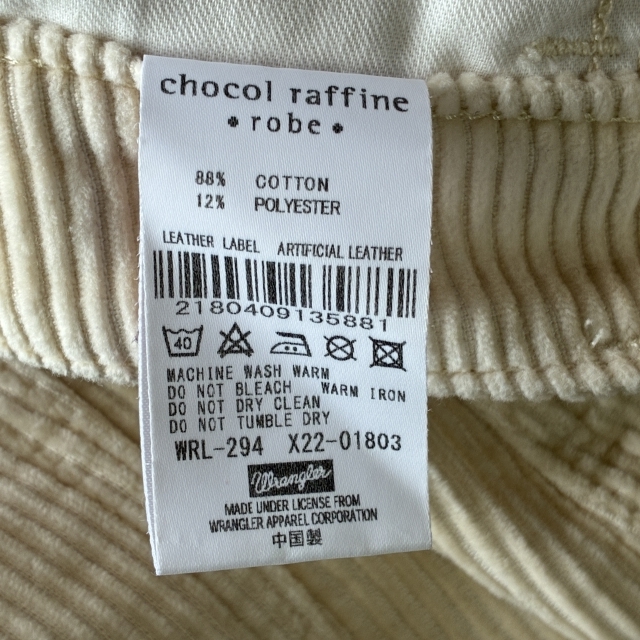 chocol raffine
• robe •
88% COTTON
12% POLYESTER
LEATHER LABEL ARTIFICIAL LEATHER
2180409135881
40
MACHINE WASH WARM
DO NOT BLEACH WARM IRON
DO NOT DRY CLEAN
DO NOT TUMBLE DRY
WRL-294 X22-01803
Wrangler
MADE UNDER LICENSE FROM
WRANGLER APPAREL CORPORATION
中国製